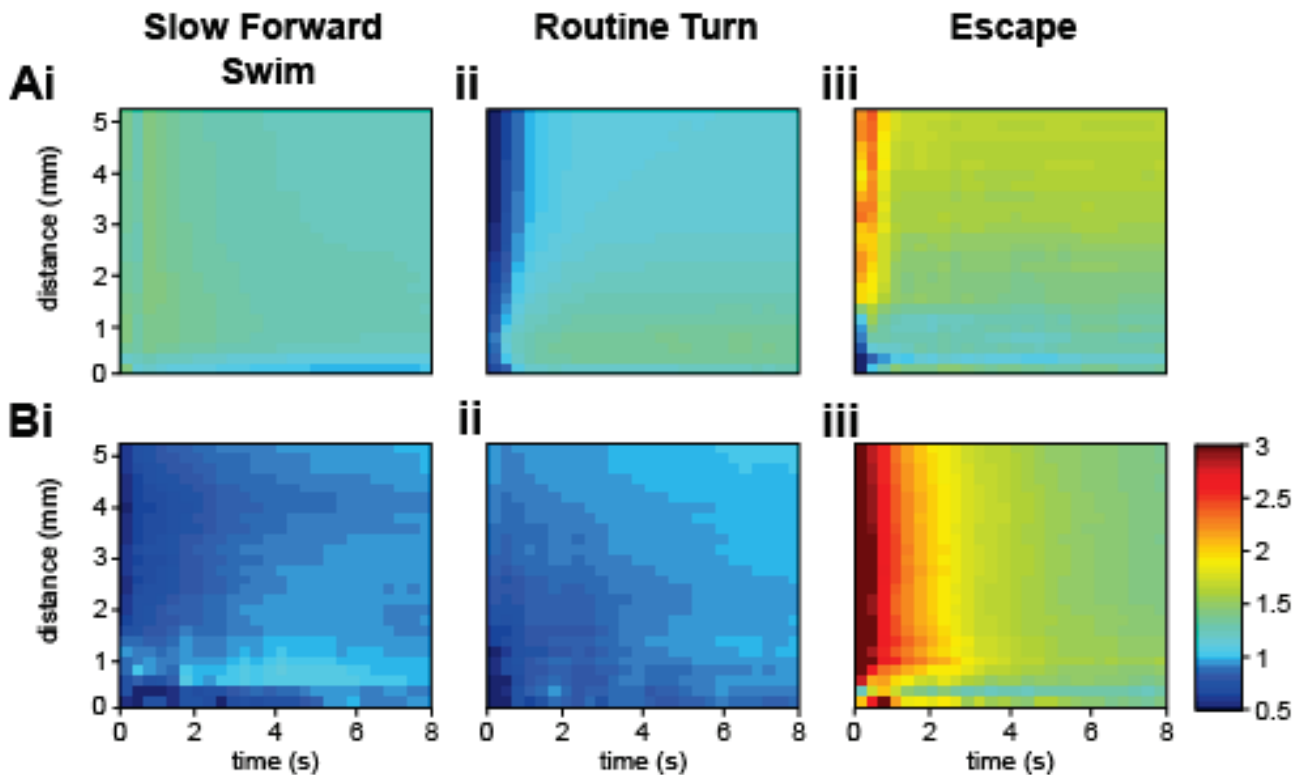 Slow Forward
Swim
Routine Turn
Escape
Ai
ii
iii
distance (mm)
5
4
3
2
1
0
Bi
ii
iii
distance (mm)
5
4
3
2
1
0
0 2 4 6 8
time (s)
0 2 4 6 8
time (s)
0 2 4 6 8
time (s)
3
2.5
2
1.5
1
0.5